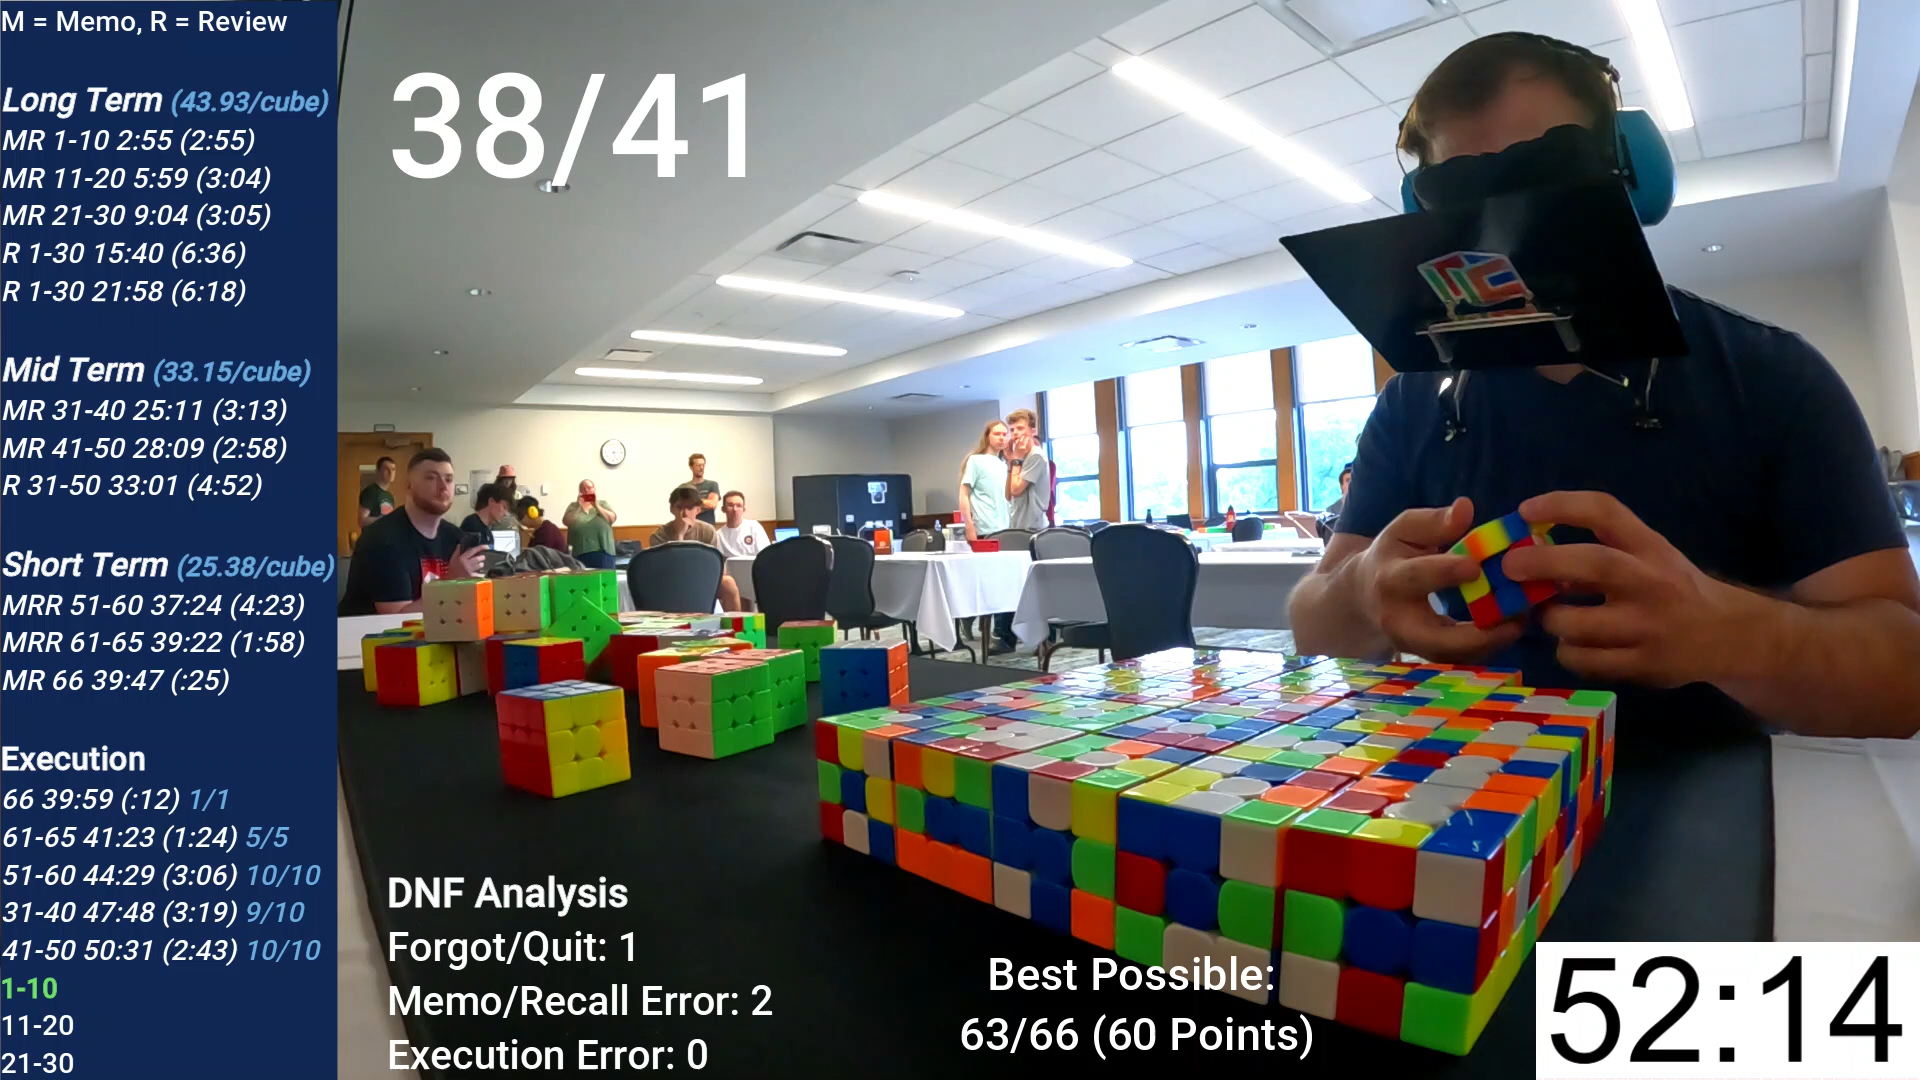 M = Memo, R = Review
Long Term (43.93/cube)
MR 1-10 2:55 (2:55)
MR 11-20 5:59 (3:04)
MR 21-30 9:04 (3:05)
R 1-30 15:40 (6:36)
R 1-30 21:58 (6:18)
Mid Term (33.15/cube)
MR 31-40 25:11 (3:13)
MR 41-50 28:09 (2:58)
R 31-50 33:01 (4:52)
Short Term (25.38/cube)
MRR 51-60 37:24 (4:23)
MRR 61-65 39:22 (1:58)
MR 66 39:47 (:25)
Execution
66 39:59 (:12) 1/1
61-65 41:23 (1:24) 5/5
51-60 44:29 (3:06) 10/10
31-40 47:48 (3:19) 9/10
41-50 50:31 (2:43) 10/10
1-10
11-20
21-30
38/41
DNF Analysis
Forgot/Quit: 1
Memo/Recall Error: 2
Execution Error: 0
Best Possible:
63/66 (60 Points)
52:14